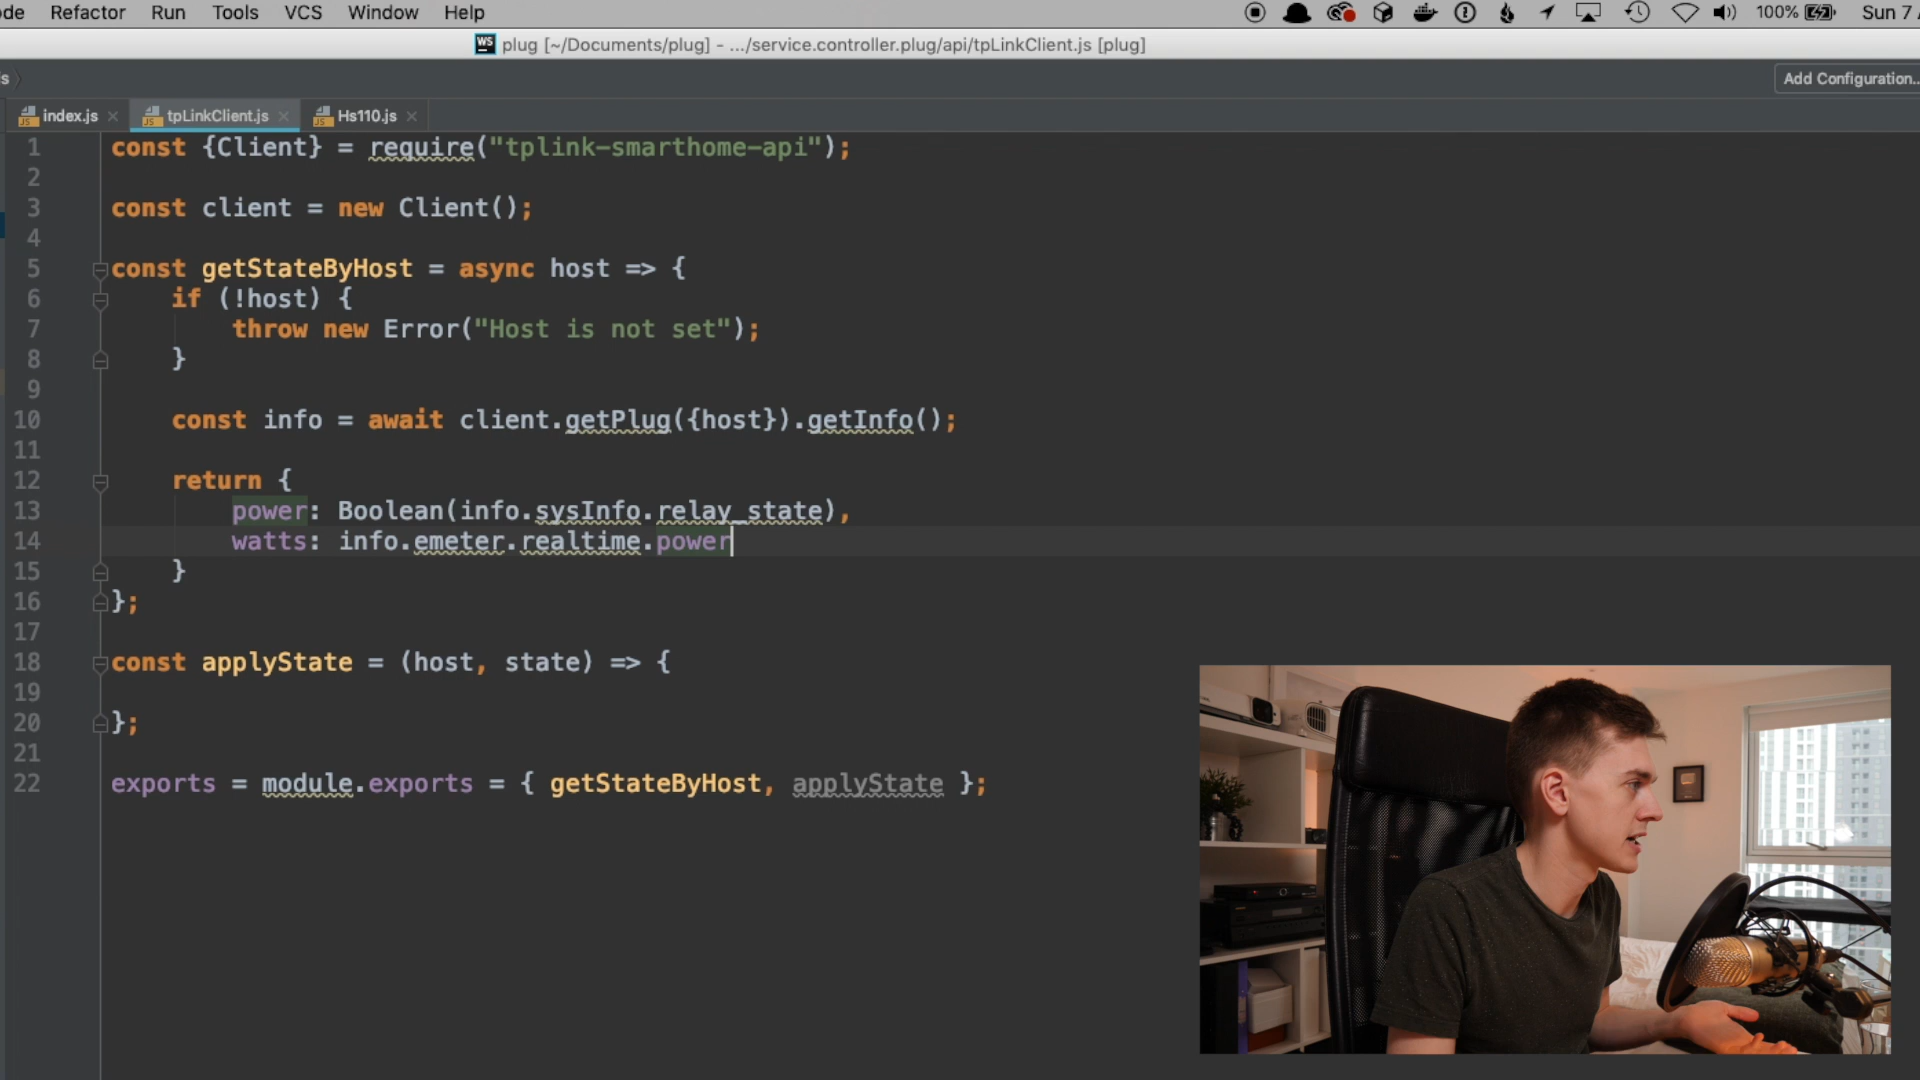 de Refactor Run Tools VCS Window Help 100% Sun 7
WS plug [~/Documents/plug] - .../service.controller.plug/api/tpLinkClient.js [plug]
s Add Configuration..
index.js tpLinkClient.js Hs110.js
1 const {Client} = require("tplink-smarthome-api");
2
3 const client = new Client();
4
5 const getStateByHost = async host => {
6 if (!host) {
7 throw new Error("Host is not set");
8 }
9
10 const info = await client.getPlug({host}).getInfo();
11
12 return {
13 power: Boolean(info.sysInfo.relay_state),
14 watts: info.emeter.realtime.power
15 }
16 };
17
18 const applyState = (host, state) => {
19
20 };
21
22 exports = module.exports = { getStateByHost, applyState };